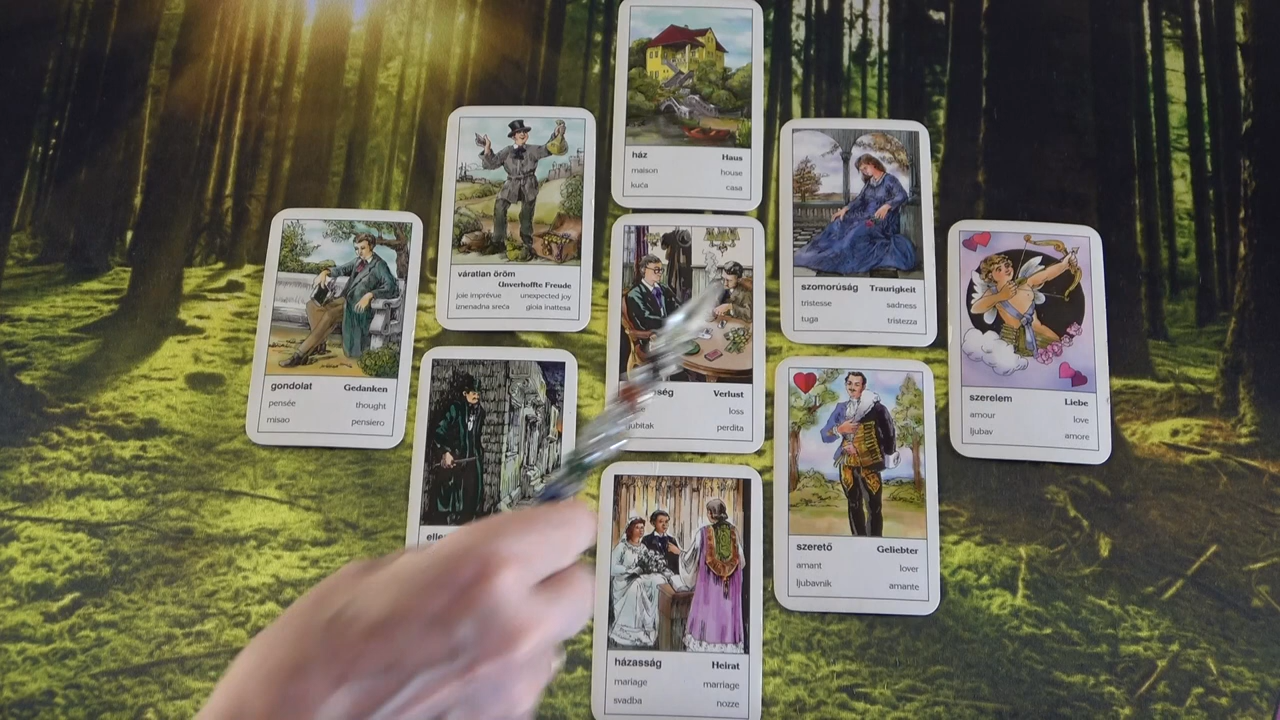 ház Haus
maison house
kuća casa
váratlan öröm
Unverhoffte Freude
joie imprévue unexpected joy
iznenadna sreća gioia inattesa
szomorúság Traurigkeit
tristesse sadness
tuga tristezza
gondolat Gedanken
pensée thought
misao pensiero
Verlust
loss
perdita
szerelem Liebe
amour love
ljubav amore
szerető Geliebter
amant lover
ljubavnik amante
házasság Heirat
mariage marriage
svadba nozze